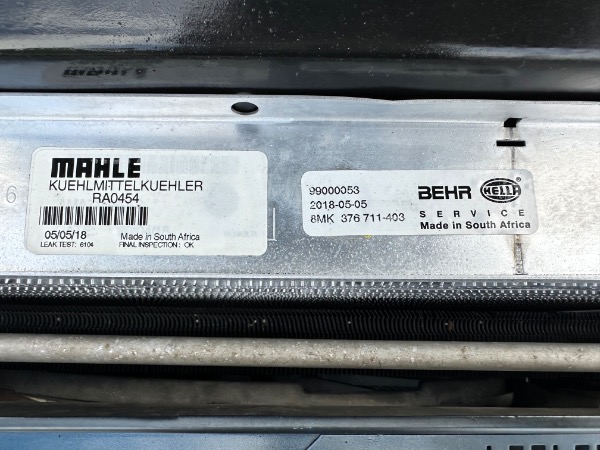 MAHLE
KUEHLMITTELKUEHLER
RA0454
05/05/18 Made in South Africa
LEAK TEST: 6104 FINAL INSPECTION: OK
99000053
2018-05-05
8MK 376 711-403
BEHR HELLA
SERVICE
Made in South Africa
6